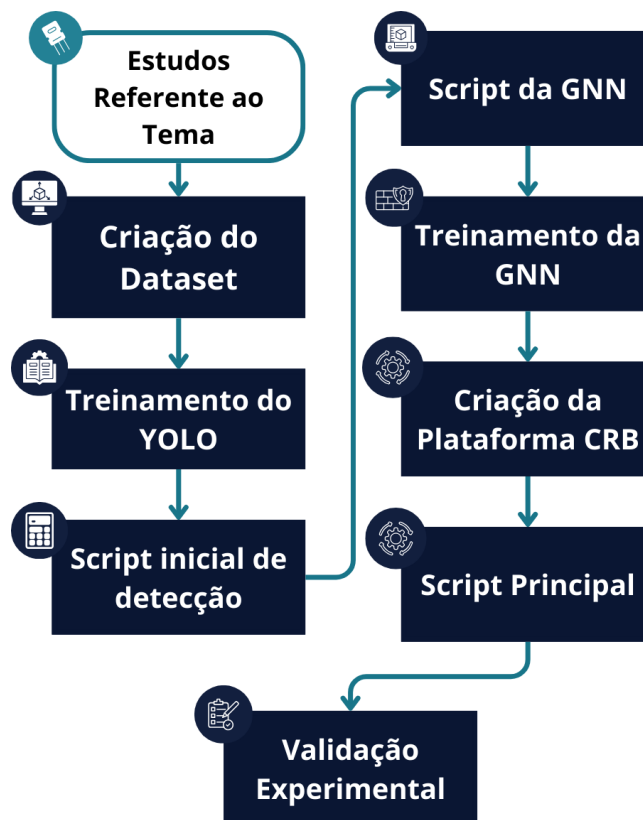 Estudos
Referente ao
Tema
Criação do
Dataset
Treinamento do
YOLO
Script inicial de
detecção
Script da GNN
Treinamento da
GNN
Criação da
Plataforma CRB
Script Principal
Validação
Experimental